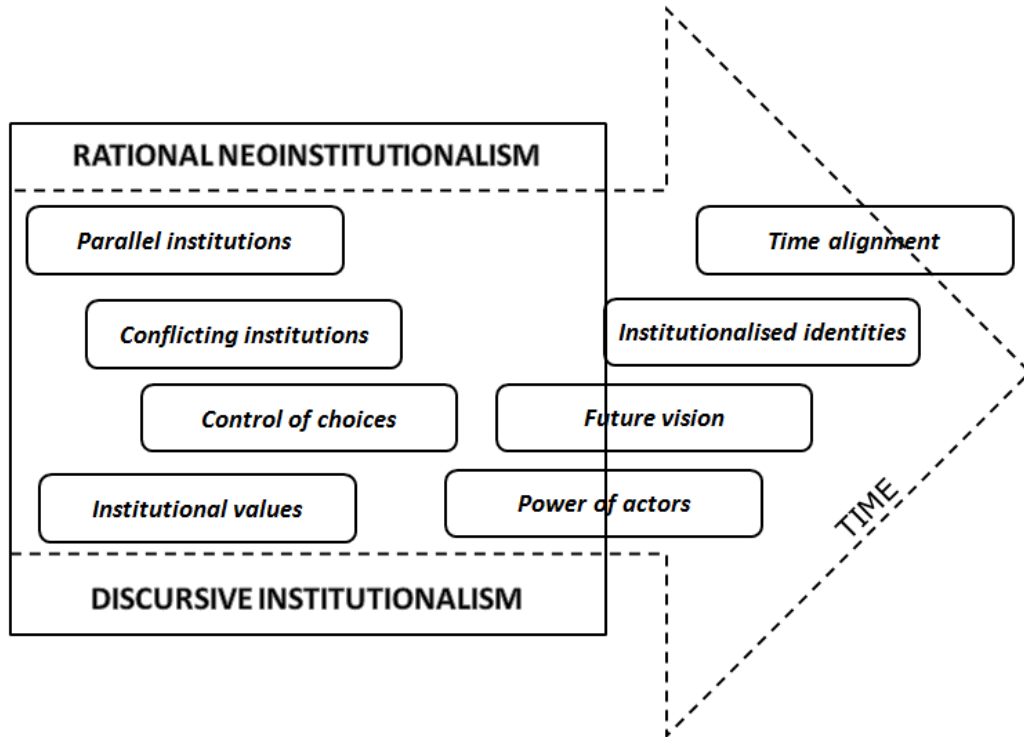 RATIONAL NEOINSTITUTIONALISM
Parallel institutions
Time alignment
Conflicting institutions
Institutionalised identities
Control of choices
Future vision
Institutional values
Power of actors
TIME
DISCURSIVE INSTITUTIONALISM